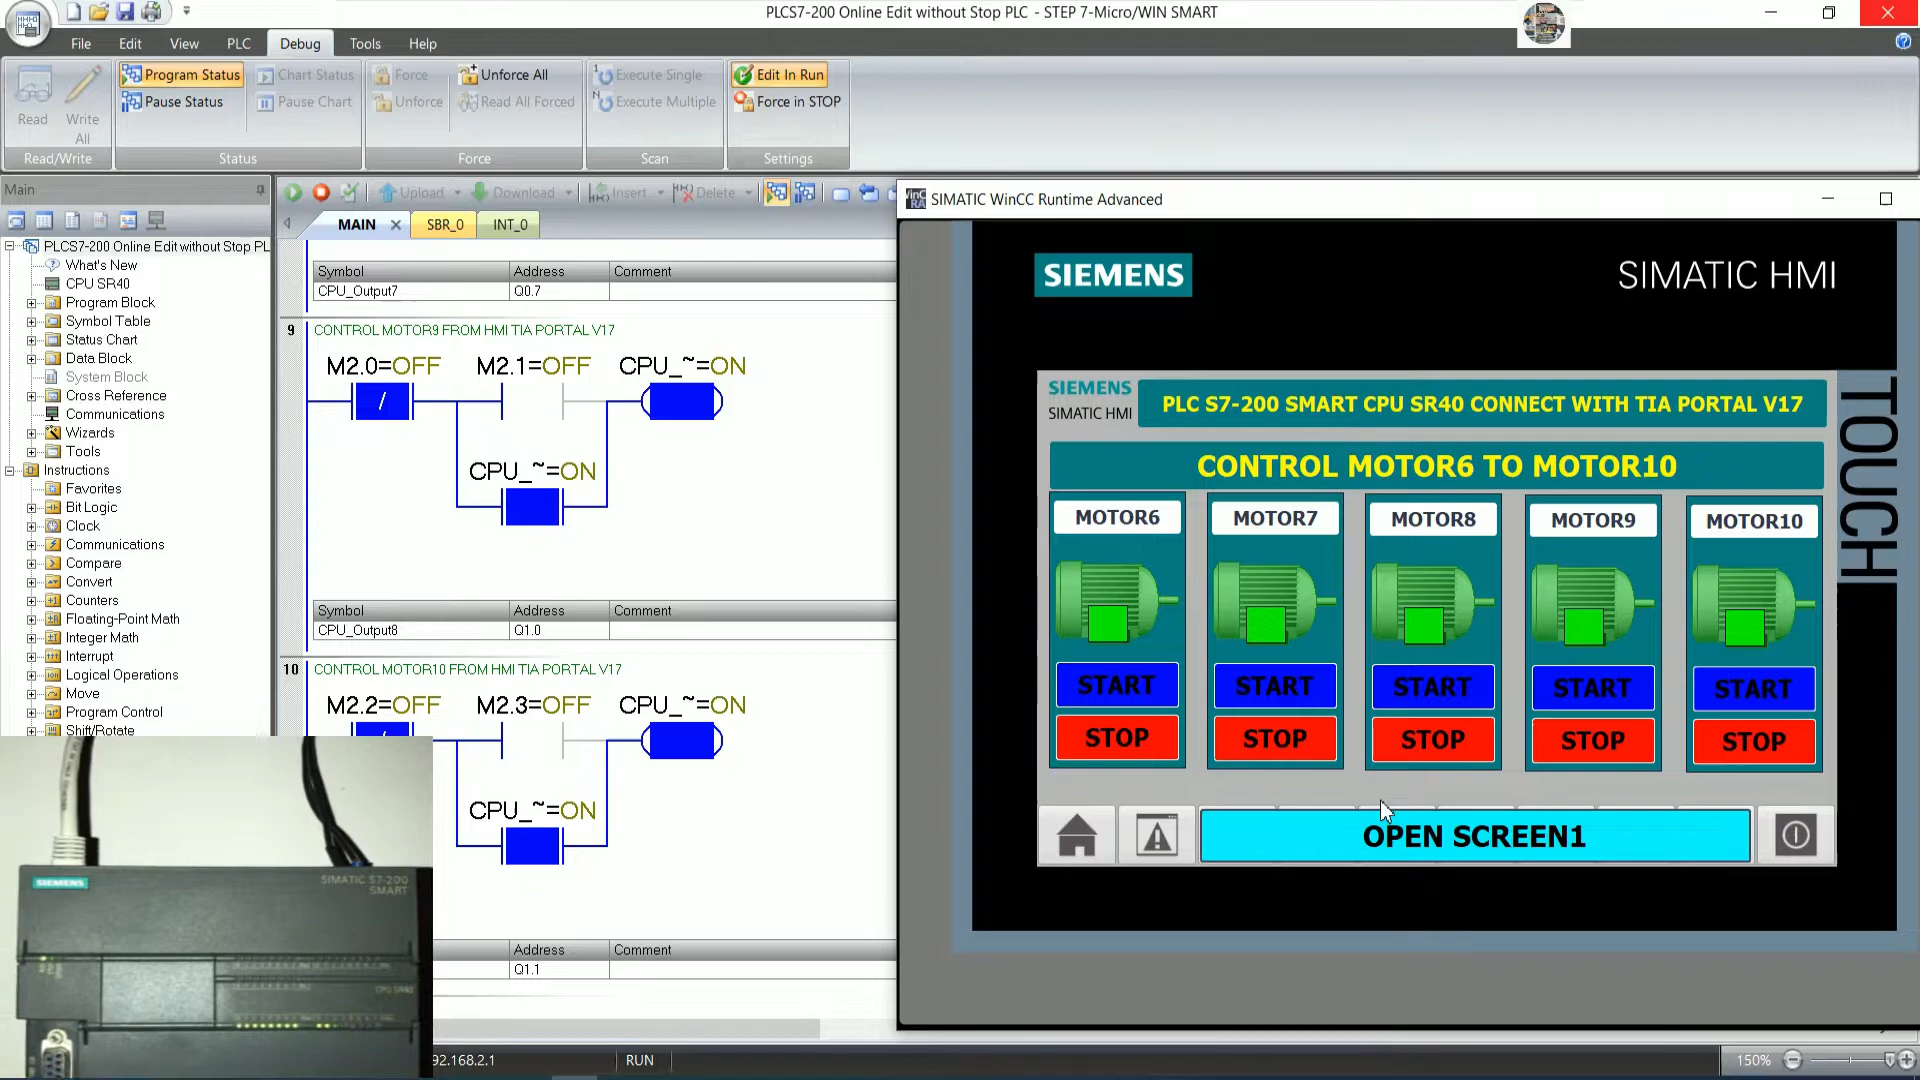 PLCS7-200 Online Edit without Stop PLC - STEP 7-Micro/WIN SMART
File Edit View PLC Debug Tools Help
Program Status Chart Status Force Unforce All Execute Single Edit In Run
Pause Status Pause Chart Unforce Read All Forced Execute Multiple Force in STOP
Read Write All
Read/Write Status Force Scan Settings
Main
Upload Download Insert Delete
MAIN SBR_0 INT_0
PLCS7-200 Online Edit without Stop PL
What's New
CPU SR40
Program Block
Symbol Table
Status Chart
Data Block
System Block
Cross Reference
Communications
Wizards
Tools
Instructions
Favorites
Bit Logic
Clock
Communications
Compare
Convert
Counters
Floating-Point Math
Integer Math
Interrupt
Logical Operations
Move
Program Control
Shift/Rotate
Symbol Address Comment
CPU_Output7 Q0.7
9 CONTROL MOTOR9 FROM HMI TIA PORTAL V17
M2.0=OFF M2.1=OFF CPU_~=ON
CPU_~=ON
Symbol Address Comment
CPU_Output8 Q1.0
10 CONTROL MOTOR10 FROM HMI TIA PORTAL V17
M2.2=OFF M2.3=OFF CPU_~=ON
CPU_~=ON
Address Comment
Q1.1
SIMATIC WinCC Runtime Advanced
SIEMENS SIMATIC HMI
TOUCH
SIEMENS
SIMATIC HMI
PLC S7-200 SMART CPU SR40 CONNECT WITH TIA PORTAL V17
CONTROL MOTOR6 TO MOTOR10
MOTOR6 MOTOR7 MOTOR8 MOTOR9 MOTOR10
START START START START START
STOP STOP STOP STOP STOP
OPEN SCREEN1
SIEMENS
SIMATIC S7-200
SMART
92.168.2.1 RUN 150%